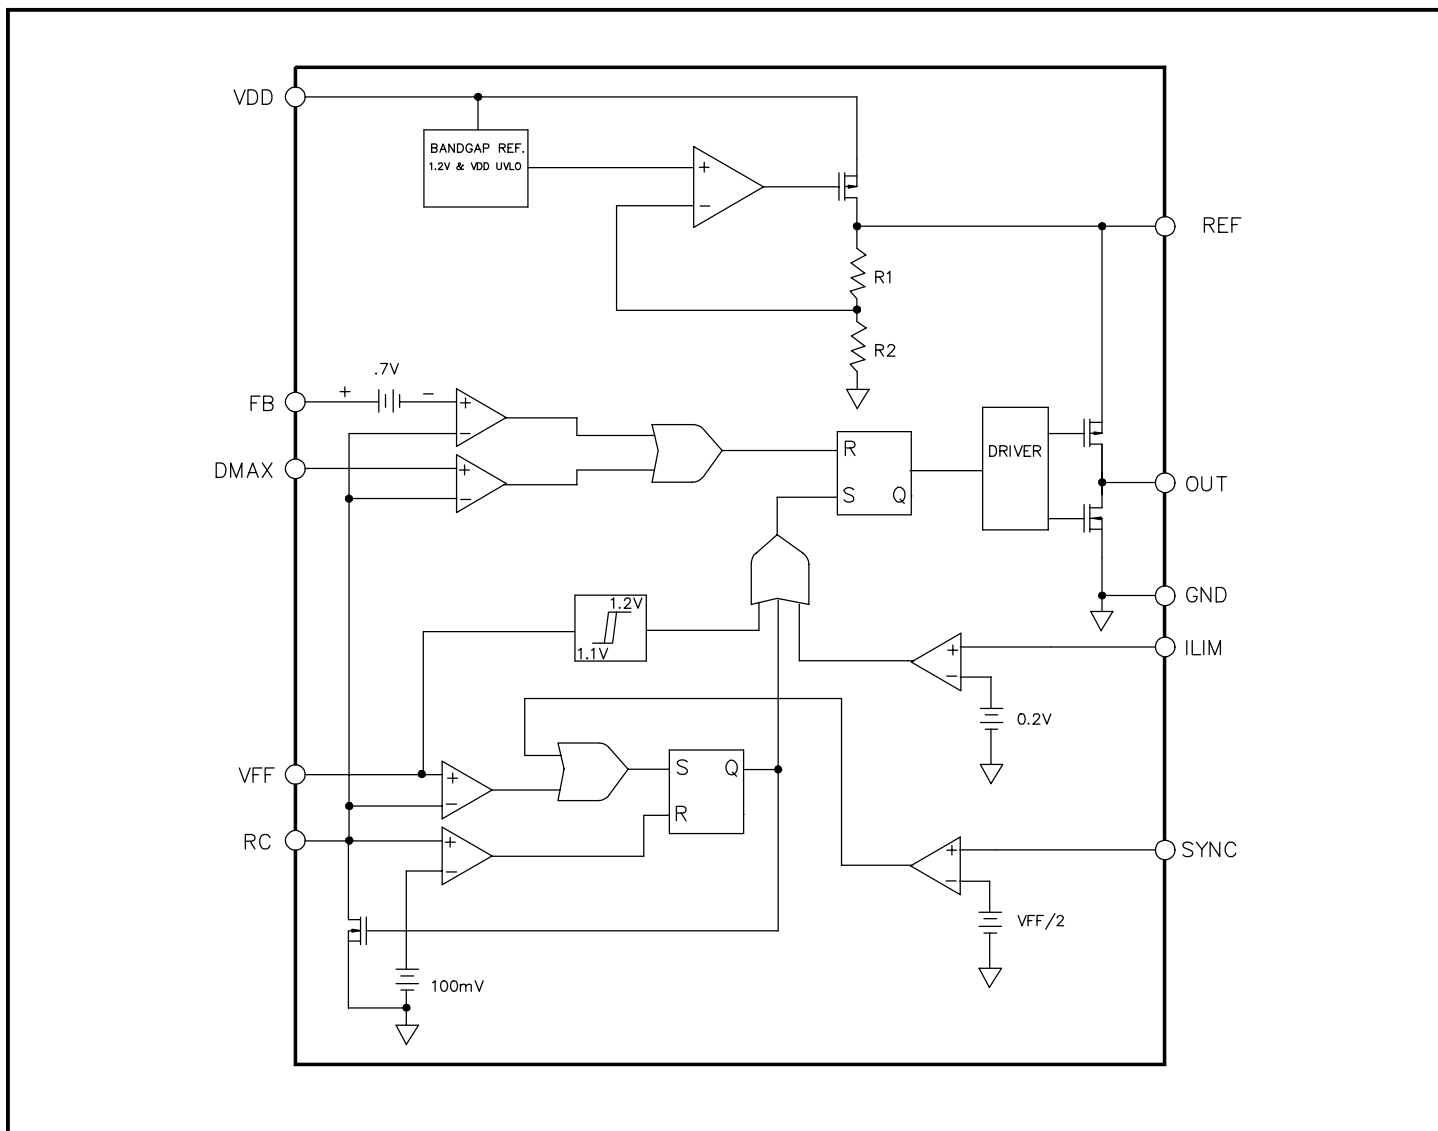 VDD
BANDGAP REF.
1.2V & VDD UVLO
+
−
REF
R1
R2
.7V
+ −
FB
+
−
DMAX
+
−
R
S Q
DRIVER
OUT
GND
1.2V
1.1V
ILIM
+
−
0.2V
VFF
+
−
S Q
R
RC
+
−
SYNC
+
−
VFF/2
100mV